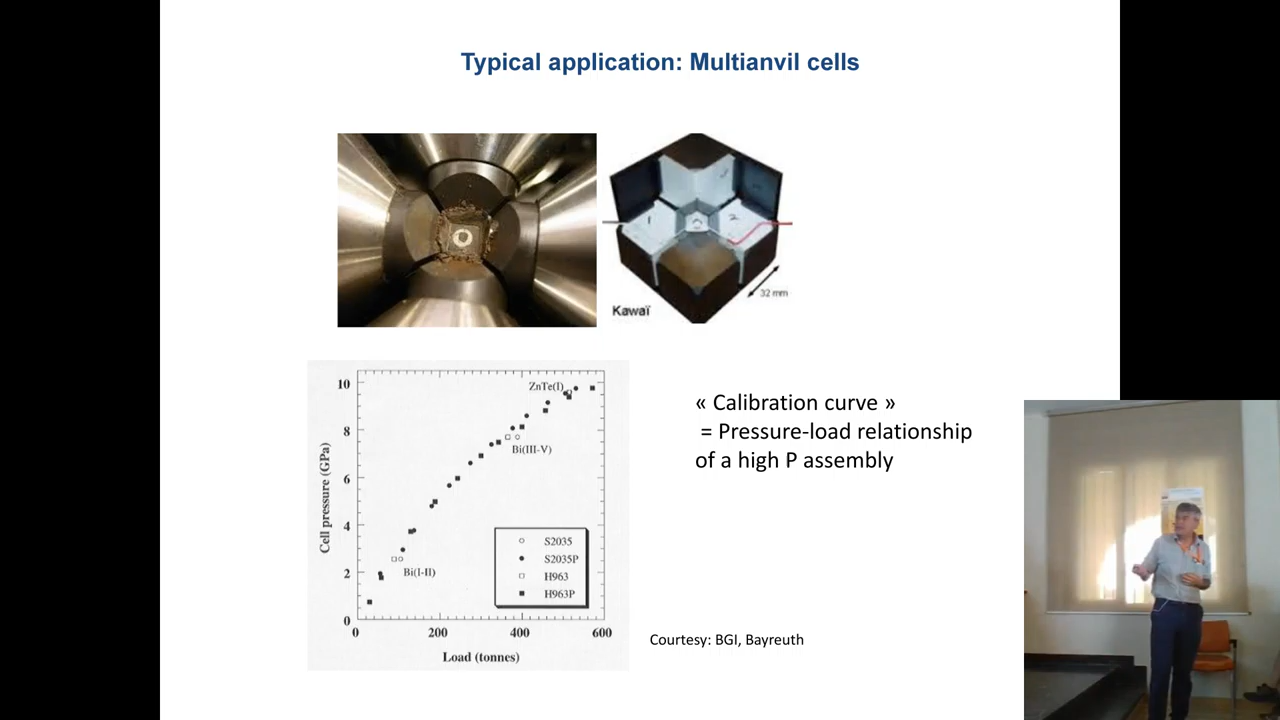 Typical application: Multianvil cells
Kawaï
32 mm
ZnTe(I)
Bi(III-V)
Bi(I-II)
Cell pressure (GPa)
10
8
6
4
2
0
S2035
S2035P
H963
H963P
0
200
400
600
Load (tonnes)
« Calibration curve »
= Pressure-load relationship
of a high P assembly
Courtesy: BGI, Bayreuth